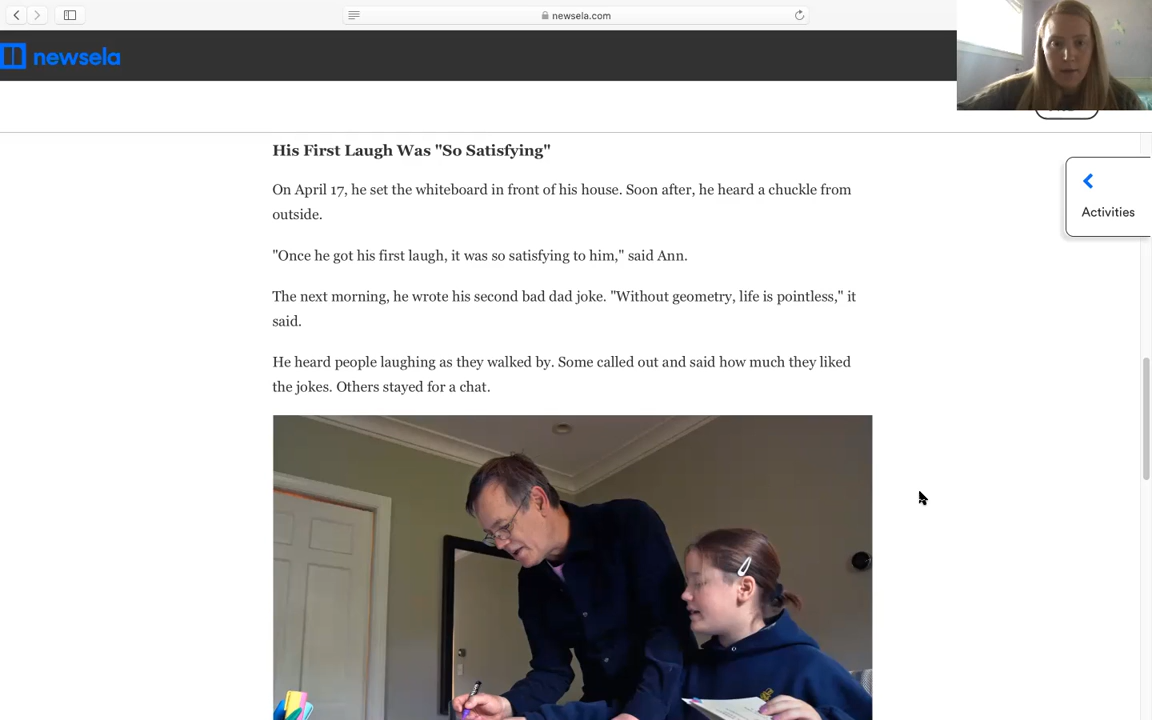 newsela.com
newsela
His First Laugh Was "So Satisfying"
On April 17, he set the whiteboard in front of his house. Soon after, he heard a chuckle from
outside.
"Once he got his first laugh, it was so satisfying to him," said Ann.
The next morning, he wrote his second bad dad joke. "Without geometry, life is pointless," it
said.
He heard people laughing as they walked by. Some called out and said how much they liked
the jokes. Others stayed for a chat.
Activities